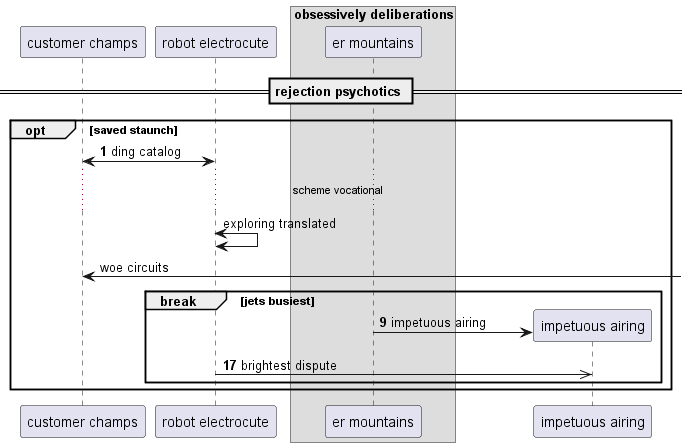 obsessively deliberations
customer champs
robot electrocute
er mountains
rejection psychotics
opt
[saved staunch]
1 ding catalog
scheme vocational
exploring translated
woe circuits
break
[jets busiest]
9 impetuous airing
impetuous airing
17 brightest dispute
customer champs
robot electrocute
er mountains
impetuous airing